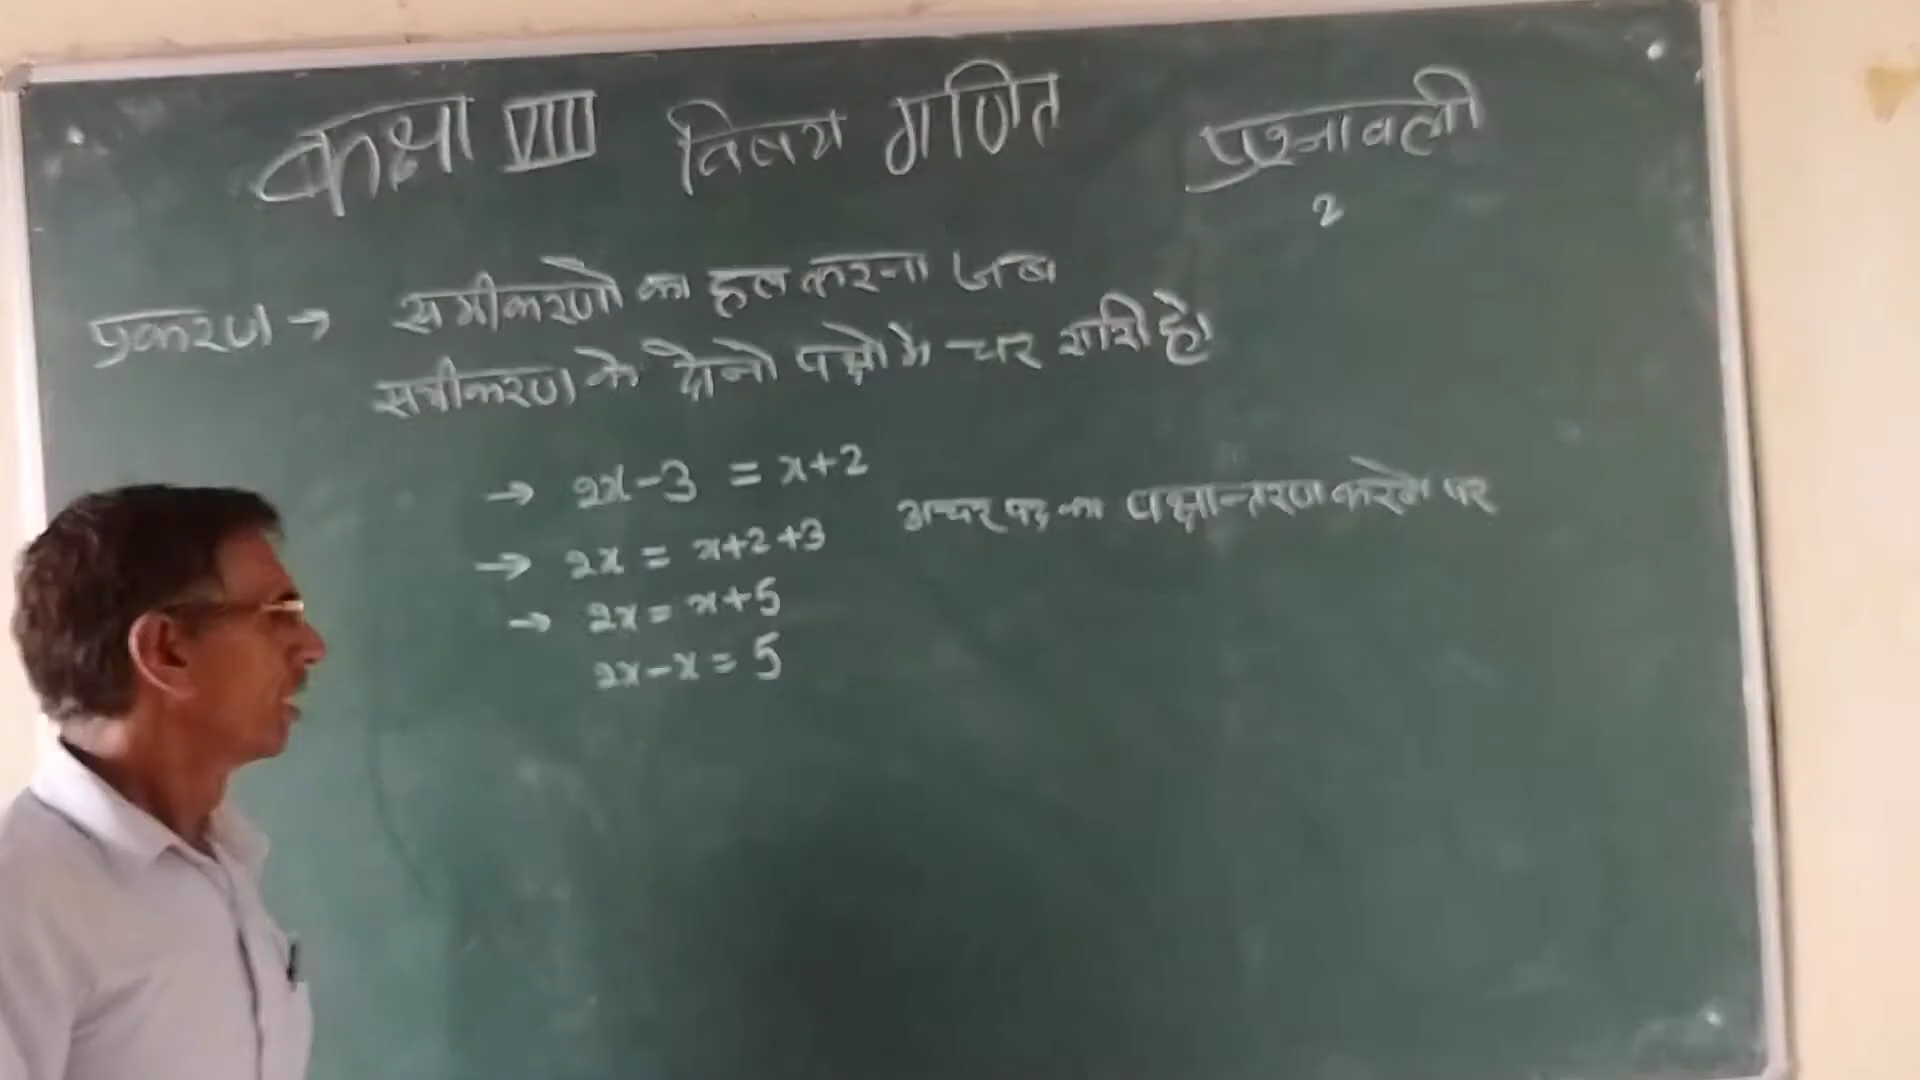 कक्षा VIII विषय गणित प्रश्नावली
2
प्रकरण → समीकरणो का हल करना जब
समीकरण के दोनो पक्षो मे चर राशि हो
→ 2x-3 = x+2
→ 2x = x+2+3 अचर पद का पक्षान्तरण करने पर
→ 2x = x+5
2x-x = 5